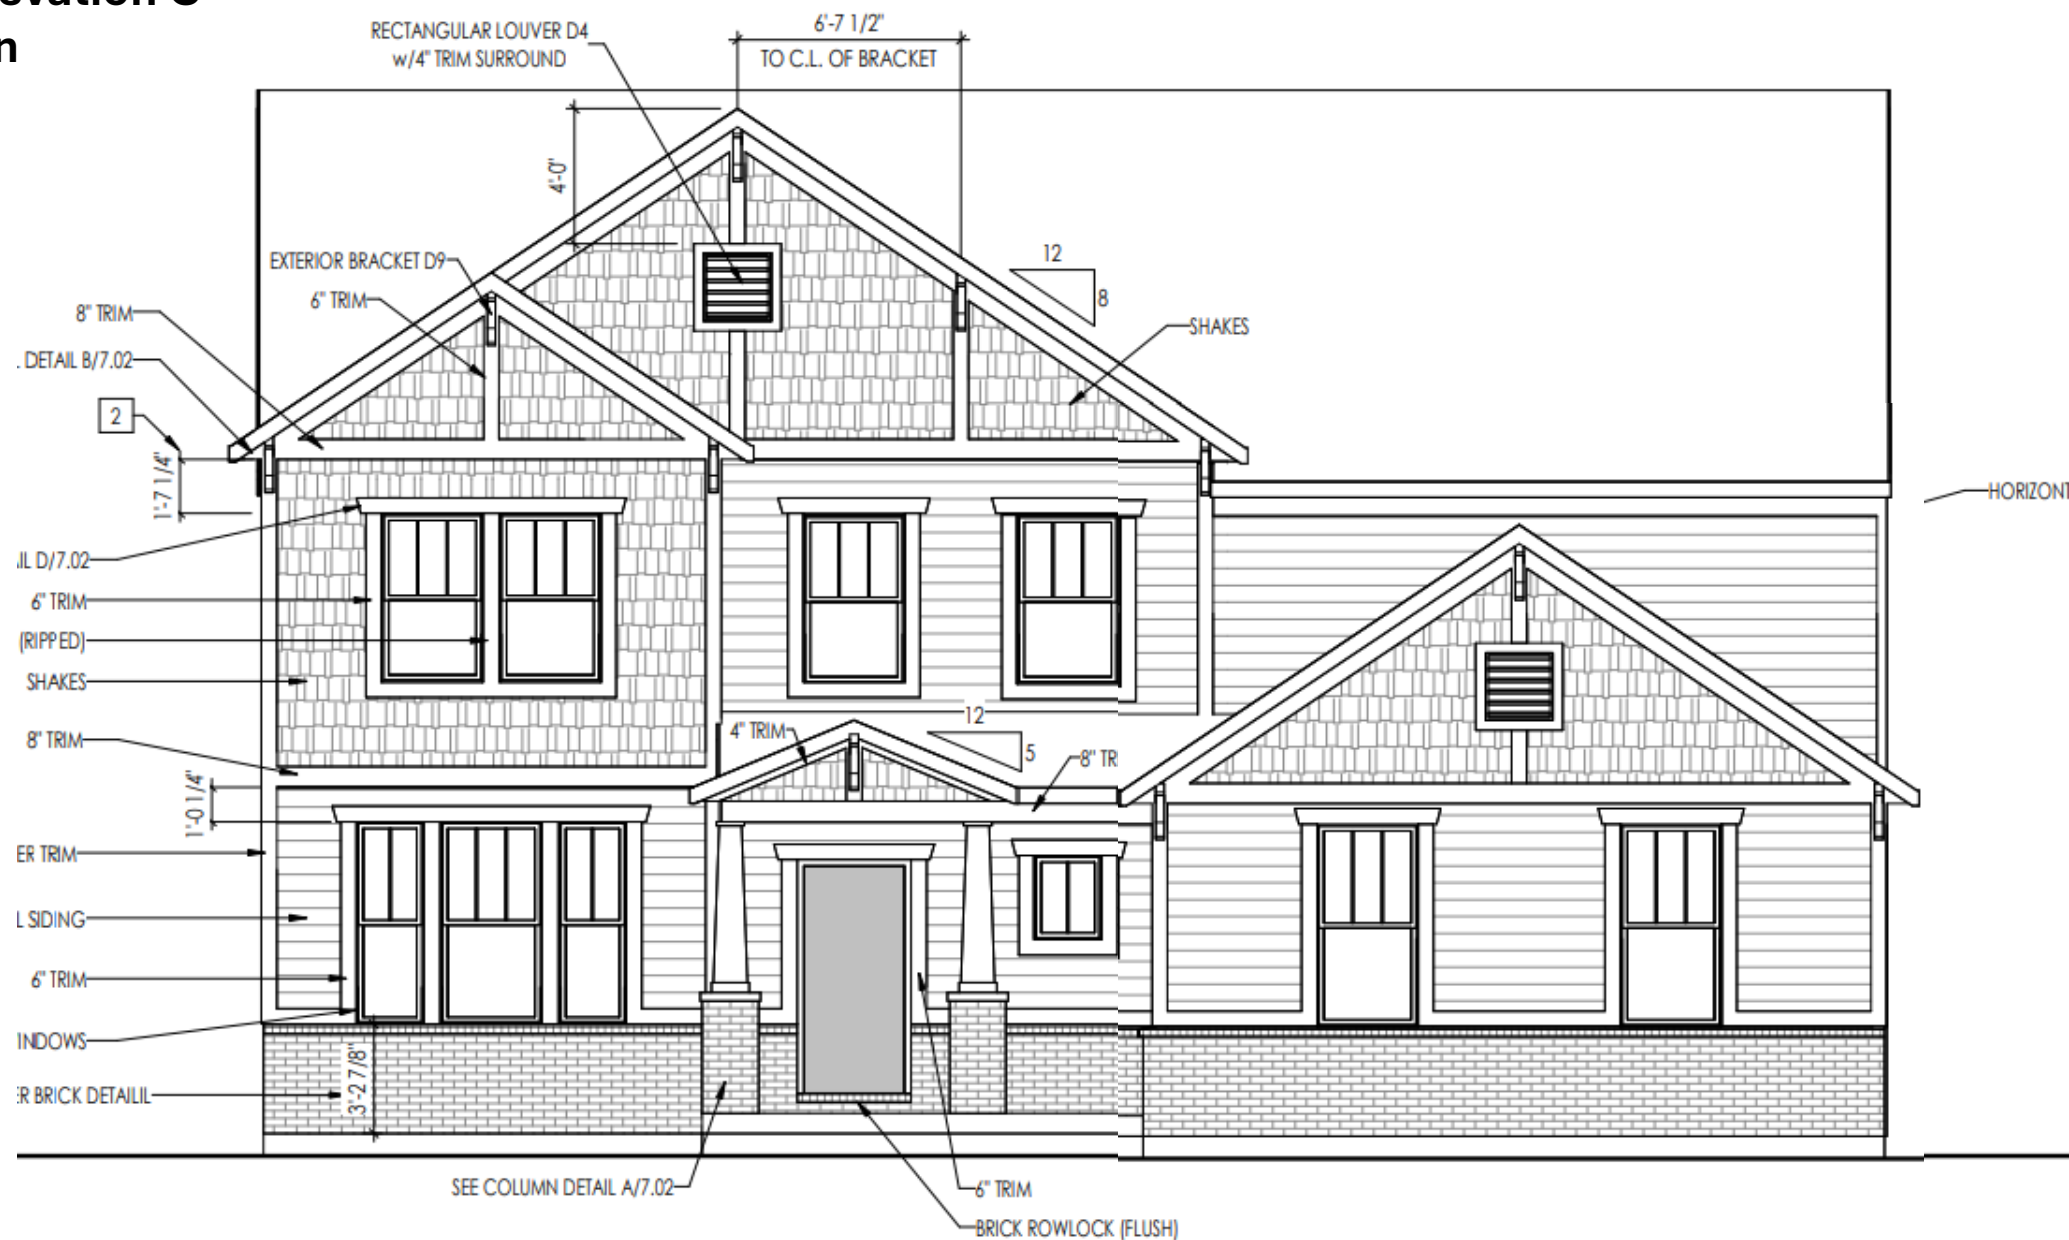 evation C
n
RECTANGULAR LOUVER D4
w/4" TRIM SURROUND
6'-7 1/2"
TO C.L. OF BRACKET
4'-0"
EXTERIOR BRACKET D9
6" TRIM
8" TRIM
. DETAIL B/7.02
2
1'-7 1/4"
12
8
SHAKES
HORIZONT
IL D/7.02
6" TRIM
(RIPPED)
SHAKES
8" TRIM
1'-0 1/4"
4" TRIM
12
5
8" TR
ER TRIM
L SIDING
6" TRIM
INDOWS
3'-2 7/8"
ER BRICK DETAILIL
SEE COLUMN DETAIL A/7.02
6" TRIM
BRICK ROWLOCK (FLUSH)